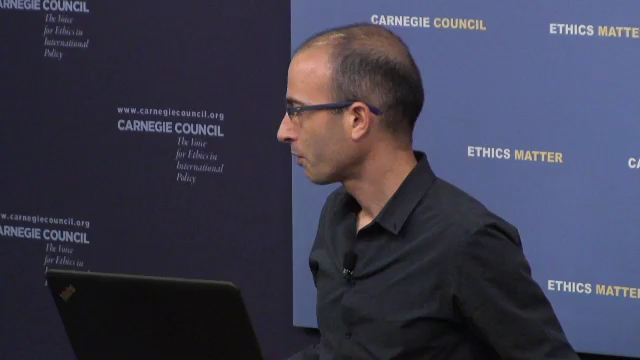 CARNEGIE COUNCIL
The Voice
for Ethics in
International
Policy
www.carnegiecouncil.org
CARNEGIE COUNCIL
The Voice
for Ethics in
International
Policy
www.carnegiecouncil.org
CARNEGIE COUNCIL
The Voice
for Ethics in
CARNEGIE COUNCIL
ETHICS MATTER
ETHICS MATTER
CA
ETHICS MATTER
ThinkPad